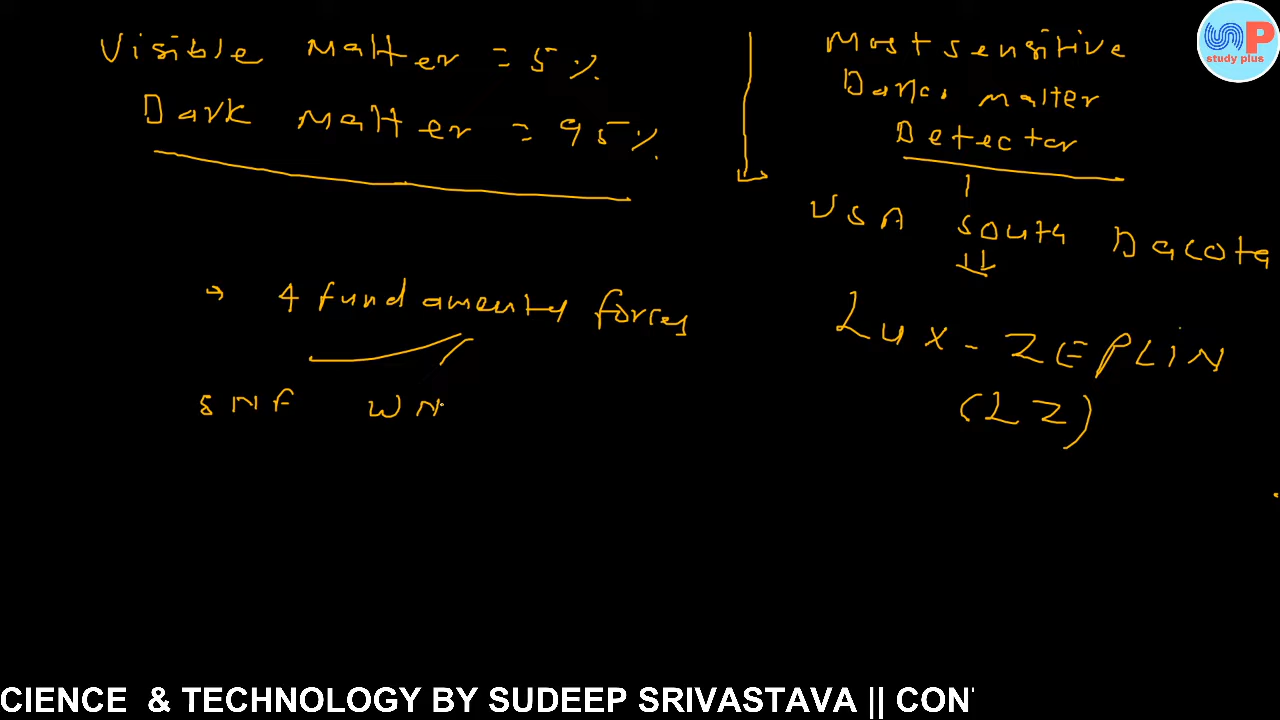 Visible Matter = 5%
Dark Matter = 95%
→ 4 fundamental forces
SNF WN
Most sensitive
Dark matter
Detector
USA South Dacota
Lux-ZEPLIN
(LZ)
SP
study plus
CIENCE & TECHNOLOGY BY SUDEEP SRIVASTAVA || CON